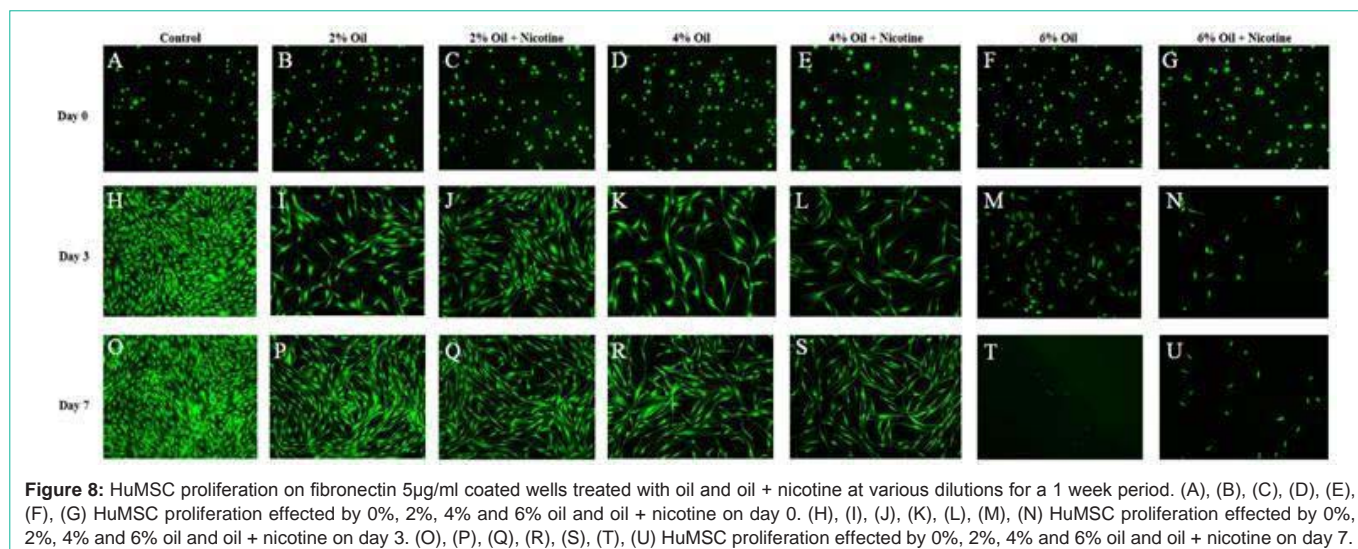 Control 2% Oil 2% Oil + Nicotine 4% Oil 4% Oil + Nicotine 6% Oil 6% Oil + Nicotine
A B C D E F G
Day 0
H I J K L M N
Day 3
O P Q R S T U
Day 7
Figure 8: HuMSC proliferation on fibronectin 5µg/ml coated wells treated with oil and oil + nicotine at various dilutions for a 1 week period. (A), (B), (C), (D), (E),
(F), (G) HuMSC proliferation effected by 0%, 2%, 4% and 6% oil and oil + nicotine on day 0. (H), (I), (J), (K), (L), (M), (N) HuMSC proliferation effected by 0%,
2%, 4% and 6% oil and oil + nicotine on day 3. (O), (P), (Q), (R), (S), (T), (U) HuMSC proliferation effected by 0%, 2%, 4% and 6% oil and oil + nicotine on day 7.